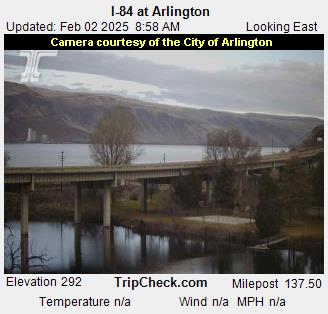 I-84 at Arlington
Updated: Feb 02 2025 8:58 AM Looking East
Camera courtesy of the City of Arlington
Elevation 292 TripCheck.com Milepost 137.50
Temperature n/a Wind n/a MPH n/a